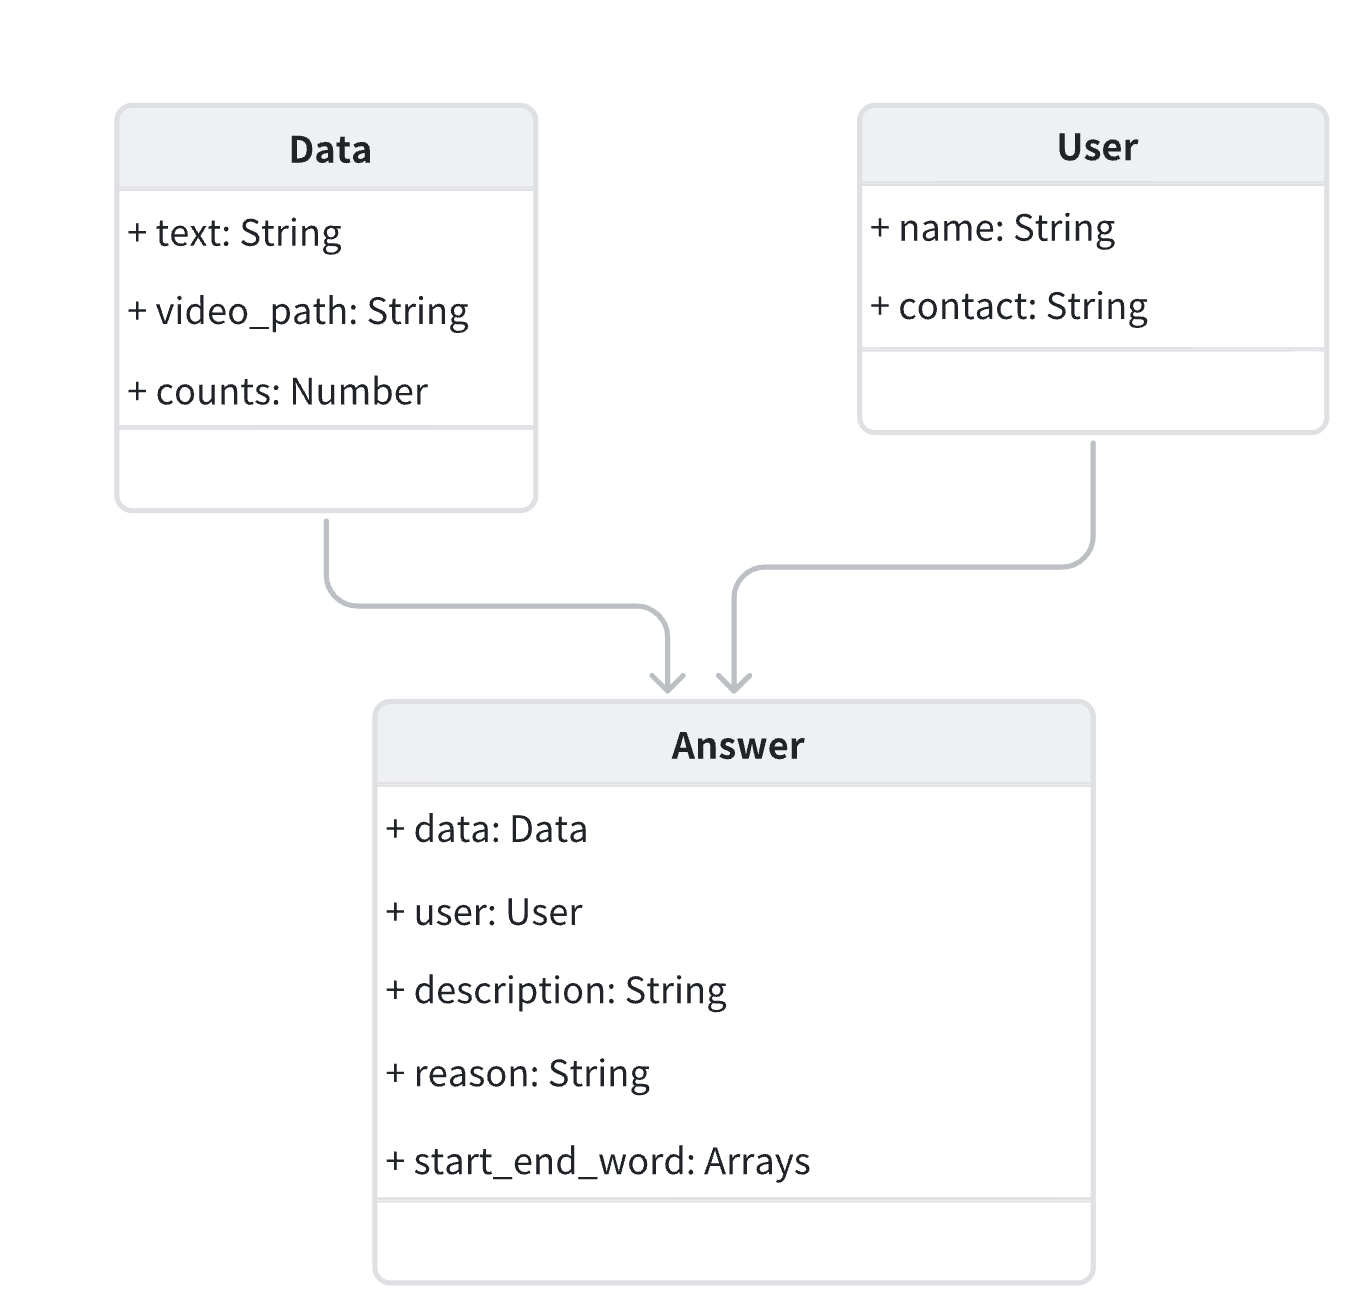 Data
+ text: String
+ video_path: String
+ counts: Number
User
+ name: String
+ contact: String
Answer
+ data: Data
+ user: User
+ description: String
+ reason: String
+ start_end_word: Arrays